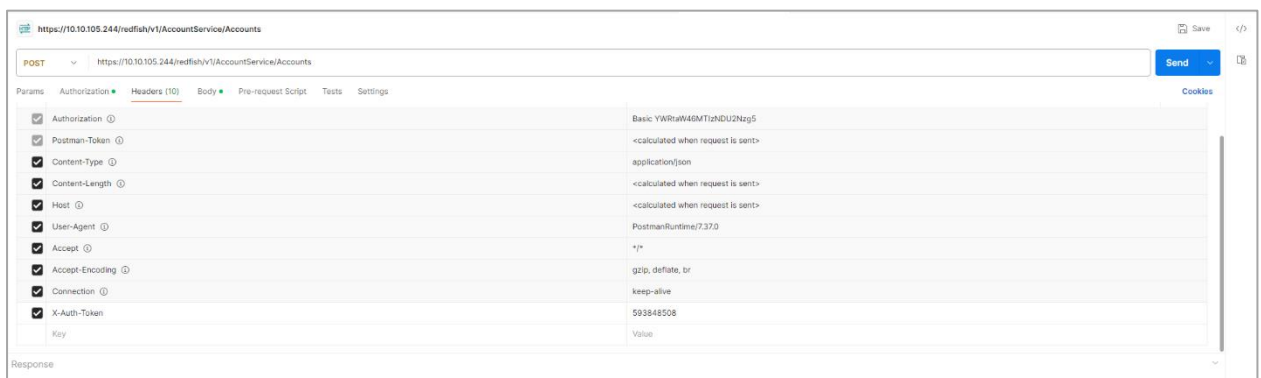 https://10.10.105.244/redfish/v1/AccountService/Accounts Save </>
POST https://10.10.105.244/redfish/v1/AccountService/Accounts Send
Params Authorization Headers (10) Body Pre-request Script Tests Settings Cookies
Authorization Basic YWRtaW46MTIzNDU2Nzg5
Postman-Token <calculated when request is sent>
Content-Type application/json
Content-Length <calculated when request is sent>
Host <calculated when request is sent>
User-Agent PostmanRuntime/7.37.0
Accept */*
Accept-Encoding gzip, deflate, br
Connection keep-alive
X-Auth-Token 593848508
Key Value
Response